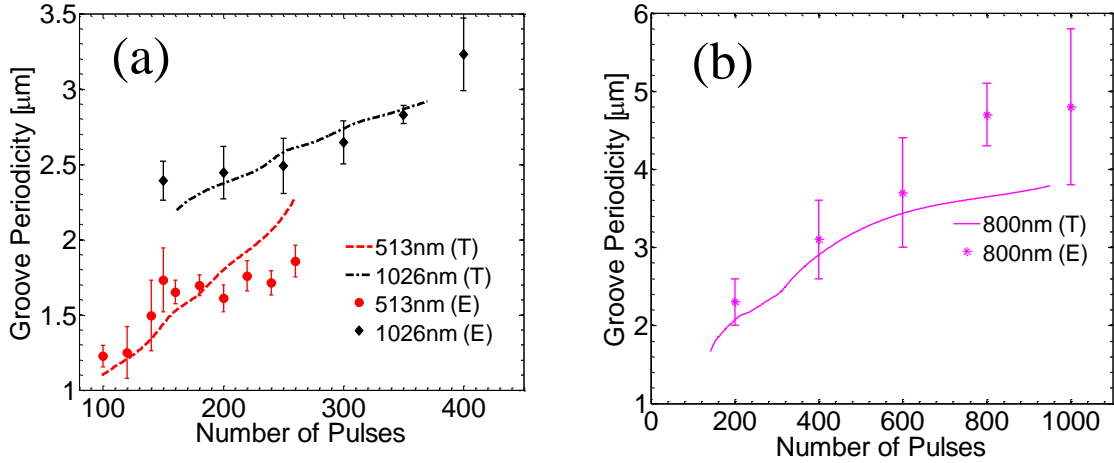 (a)
Groove Periodicity [μm]
3.5
3
2.5
2
1.5
1
100
200
300
400
Number of Pulses
513nm (T)
1026nm (T)
513nm (E)
1026nm (E)
(b)
Groove Periodicity [μm]
6
5
4
3
2
1
0
200
400
600
800
1000
Number of Pulses
800nm (T)
800nm (E)